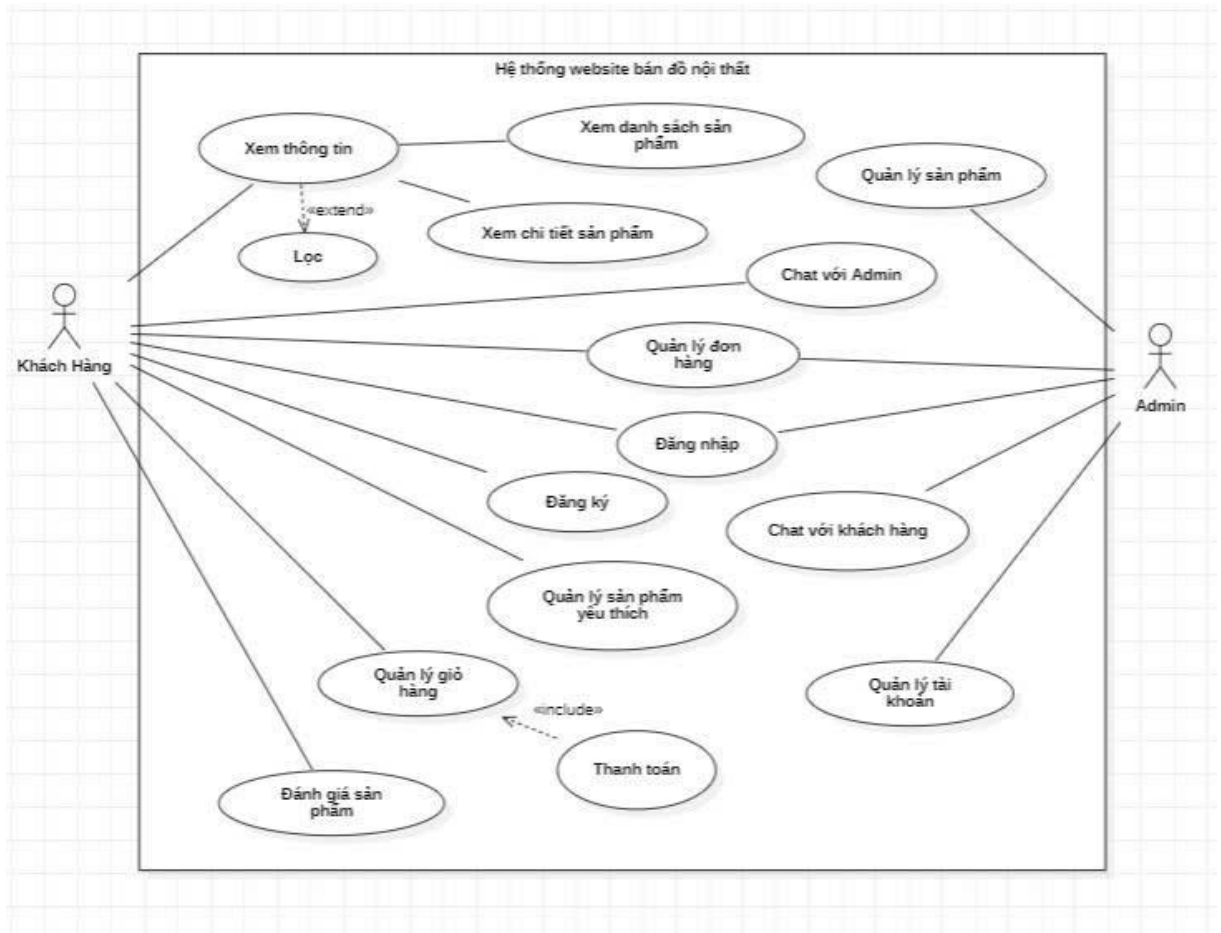 Hệ thống website bán đồ nội thất
Xem thông tin
Xem danh sách sản
phẩm
Quản lý sản phẩm
«extend»
Xem chi tiết sản phẩm
Lọc
Chat với Admin
Khách Hàng
Quản lý đơn
hàng
Admin
Đăng nhập
Đăng ký
Chat với khách hàng
Quản lý sản phẩm
yêu thích
Quản lý giỏ
hàng
Quản lý tài
khoản
«include»
Thanh toán
Đánh giá sản
phẩm